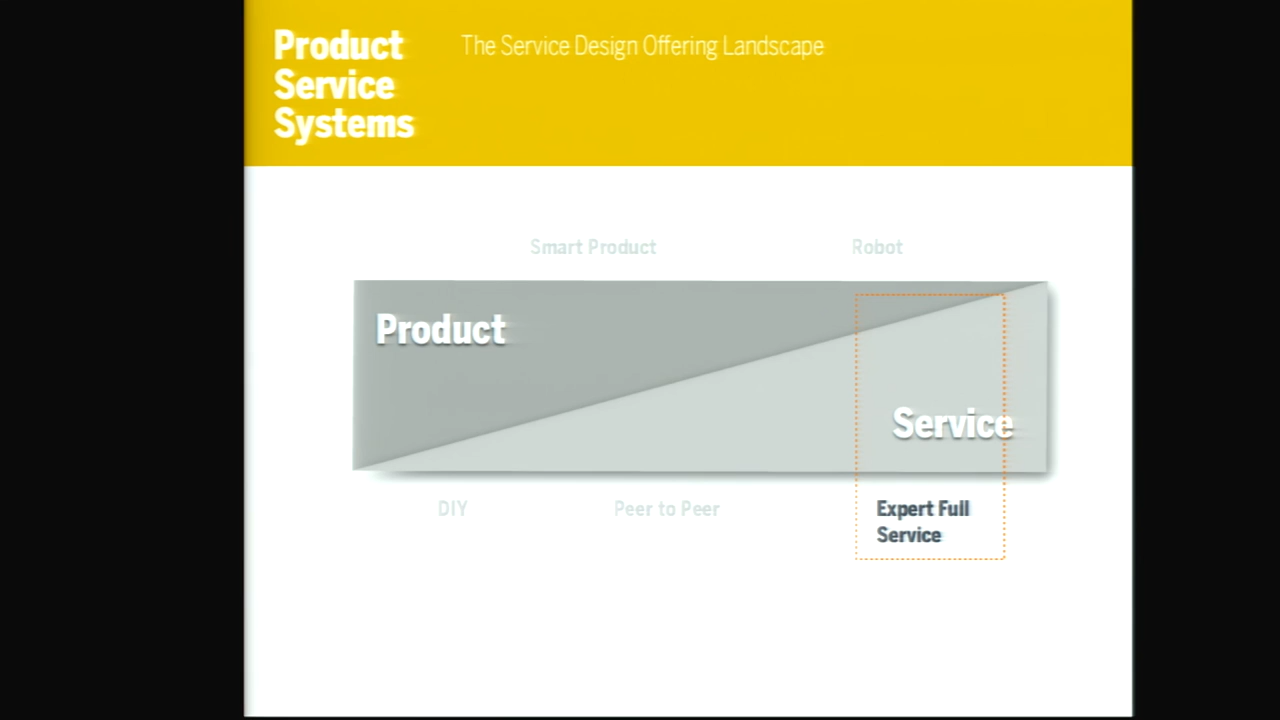 Product
Service
Systems
The Service Design Offering Landscape
Smart Product
Robot
Product
Service
DIY
Peer to Peer
Expert Full
Service